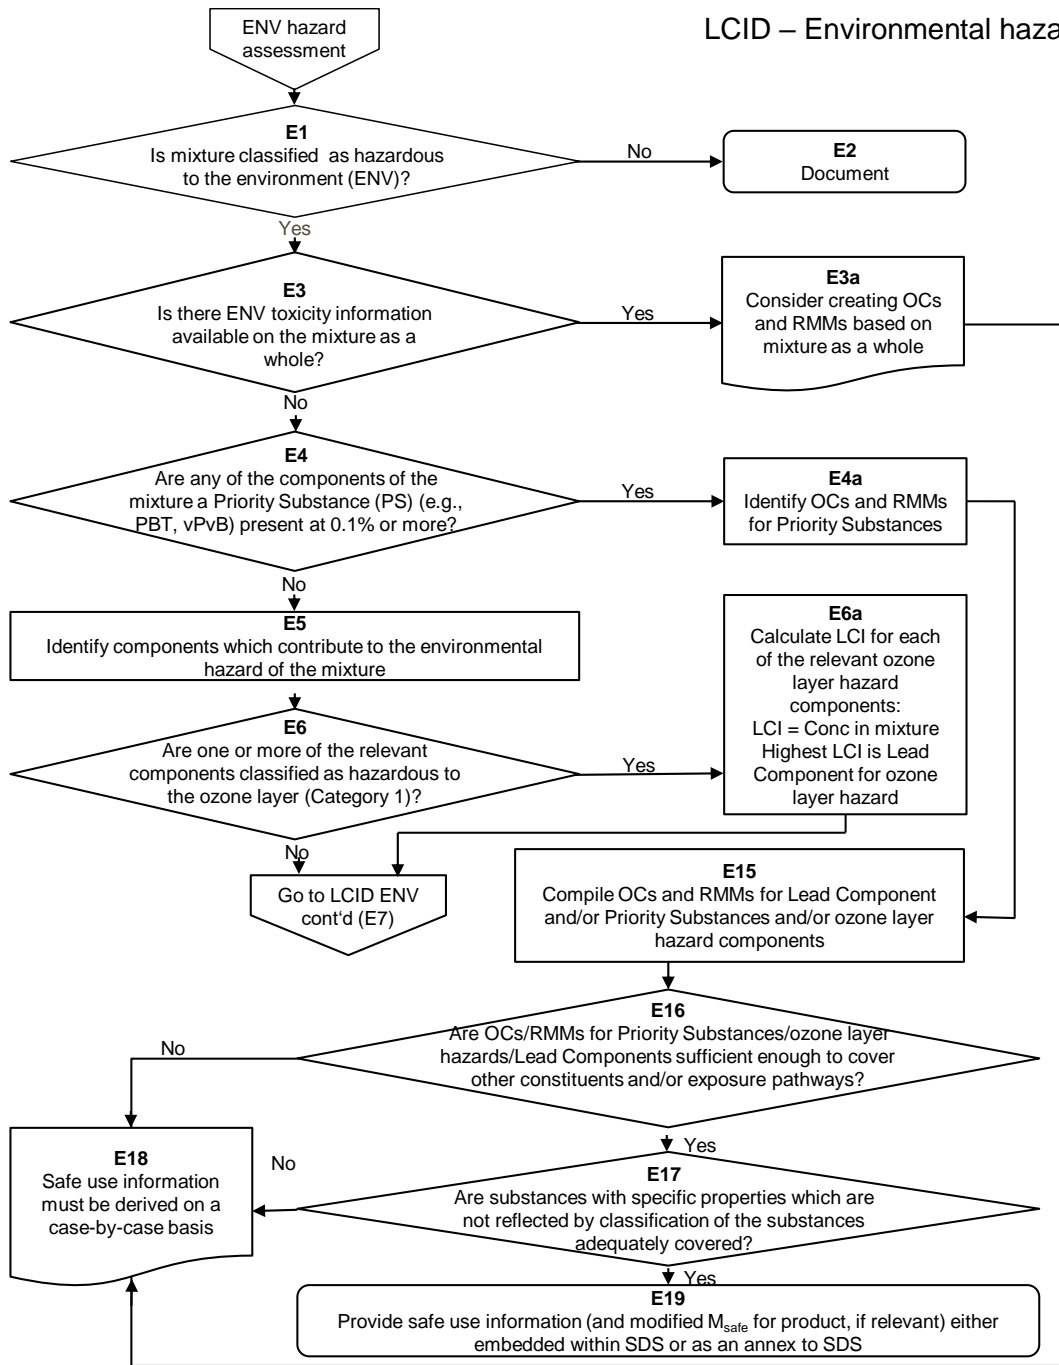 LCID – Environmental haza
ENV hazard
assessment
E1
Is mixture classified as hazardous
to the environment (ENV)?
No
E2
Document
Yes
E3
Is there ENV toxicity information
available on the mixture as a
whole?
Yes
E3a
Consider creating OCs
and RMMs based on
mixture as a whole
No
E4
Are any of the components of the
mixture a Priority Substance (PS) (e.g.,
PBT, vPvB) present at 0.1% or more?
Yes
E4a
Identify OCs and RMMs
for Priority Substances
No
E5
Identify components which contribute to the environmental
hazard of the mixture
E6
Are one or more of the relevant
components classified as hazardous to
the ozone layer (Category 1)?
Yes
E6a
Calculate LCI for each
of the relevant ozone
layer hazard
components:
LCI = Conc in mixture
Highest LCI is Lead
Component for ozone
layer hazard
No
Go to LCID ENV
cont‘d (E7)
E15
Compile OCs and RMMs for Lead Component
and/or Priority Substances and/or ozone layer
hazard components
E16
Are OCs/RMMs for Priority Substances/ozone layer
hazards/Lead Components sufficient enough to cover
other constituents and/or exposure pathways?
No
Yes
E18
Safe use information
must be derived on a
case-by-case basis
No
E17
Are substances with specific properties which are
not reflected by classification of the substances
adequately covered?
Yes
E19
Provide safe use information (and modified Msafe for product, if relevant) either
embedded within SDS or as an annex to SDS